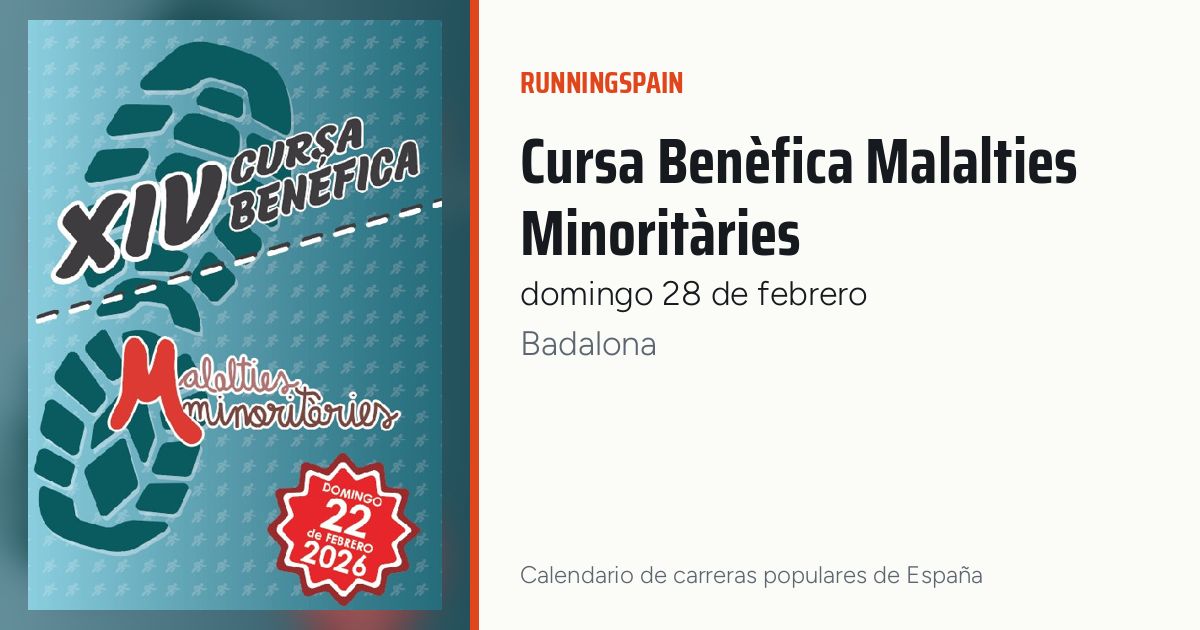 XIV CURSA
BENÉFICA
Malalties
minoritàries
DOMINGO
22
de FEBRERO
2026
RUNNINGSPAIN
Cursa Benèfica Malalties
Minoritàries
domingo 28 de febrero
Badalona
Calendario de carreras populares de España